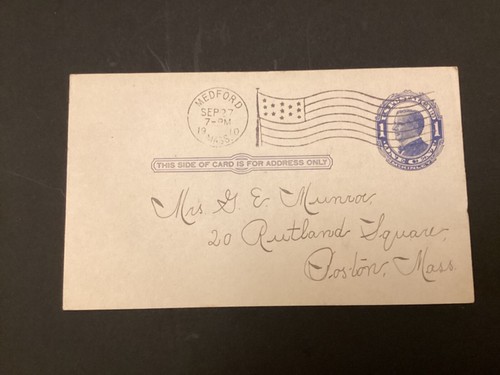 MEDFORD
SEP 27
7-PM
1910
MASS.
1 1
THIS SIDE OF CARD IS FOR ADDRESS ONLY
Mrs. G. E. Munroe.
20 Rutland Square.
Boston, Mass.